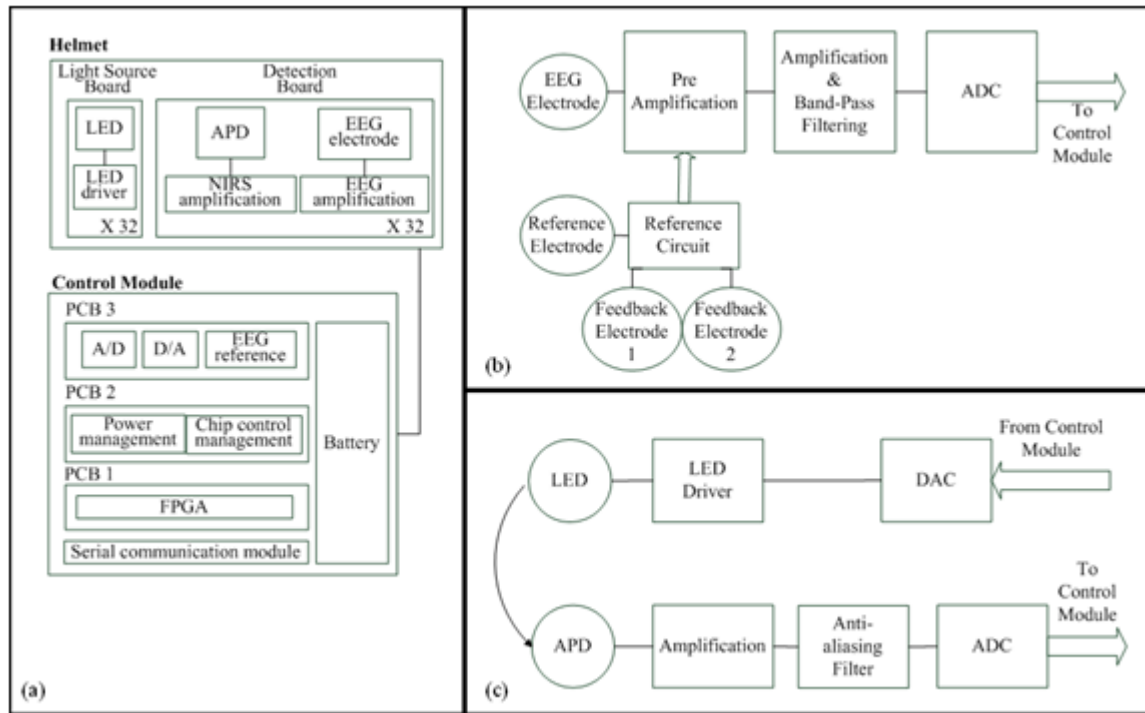 Helmet
Light Source
Board
Detection
Board
LED
LED
driver
X 32
APD
EEG
electrode
NIRS
amplification
EEG
amplification
X 32
Control Module
PCB 3
A/D
D/A
EEG
reference
PCB 2
Power
management
Chip control
management
PCB 1
FPGA
Serial communication module
Battery
(a)
EEG
Electrode
Pre
Amplification
Amplification
&
Band-Pass
Filtering
ADC
To
Control
Module
Reference
Electrode
Reference
Circuit
Feedback
Electrode
1
Feedback
Electrode
2
(b)
LED
LED
Driver
DAC
From Control
Module
APD
Amplification
Anti-
aliasing
Filter
ADC
To
Control
Module
(c)